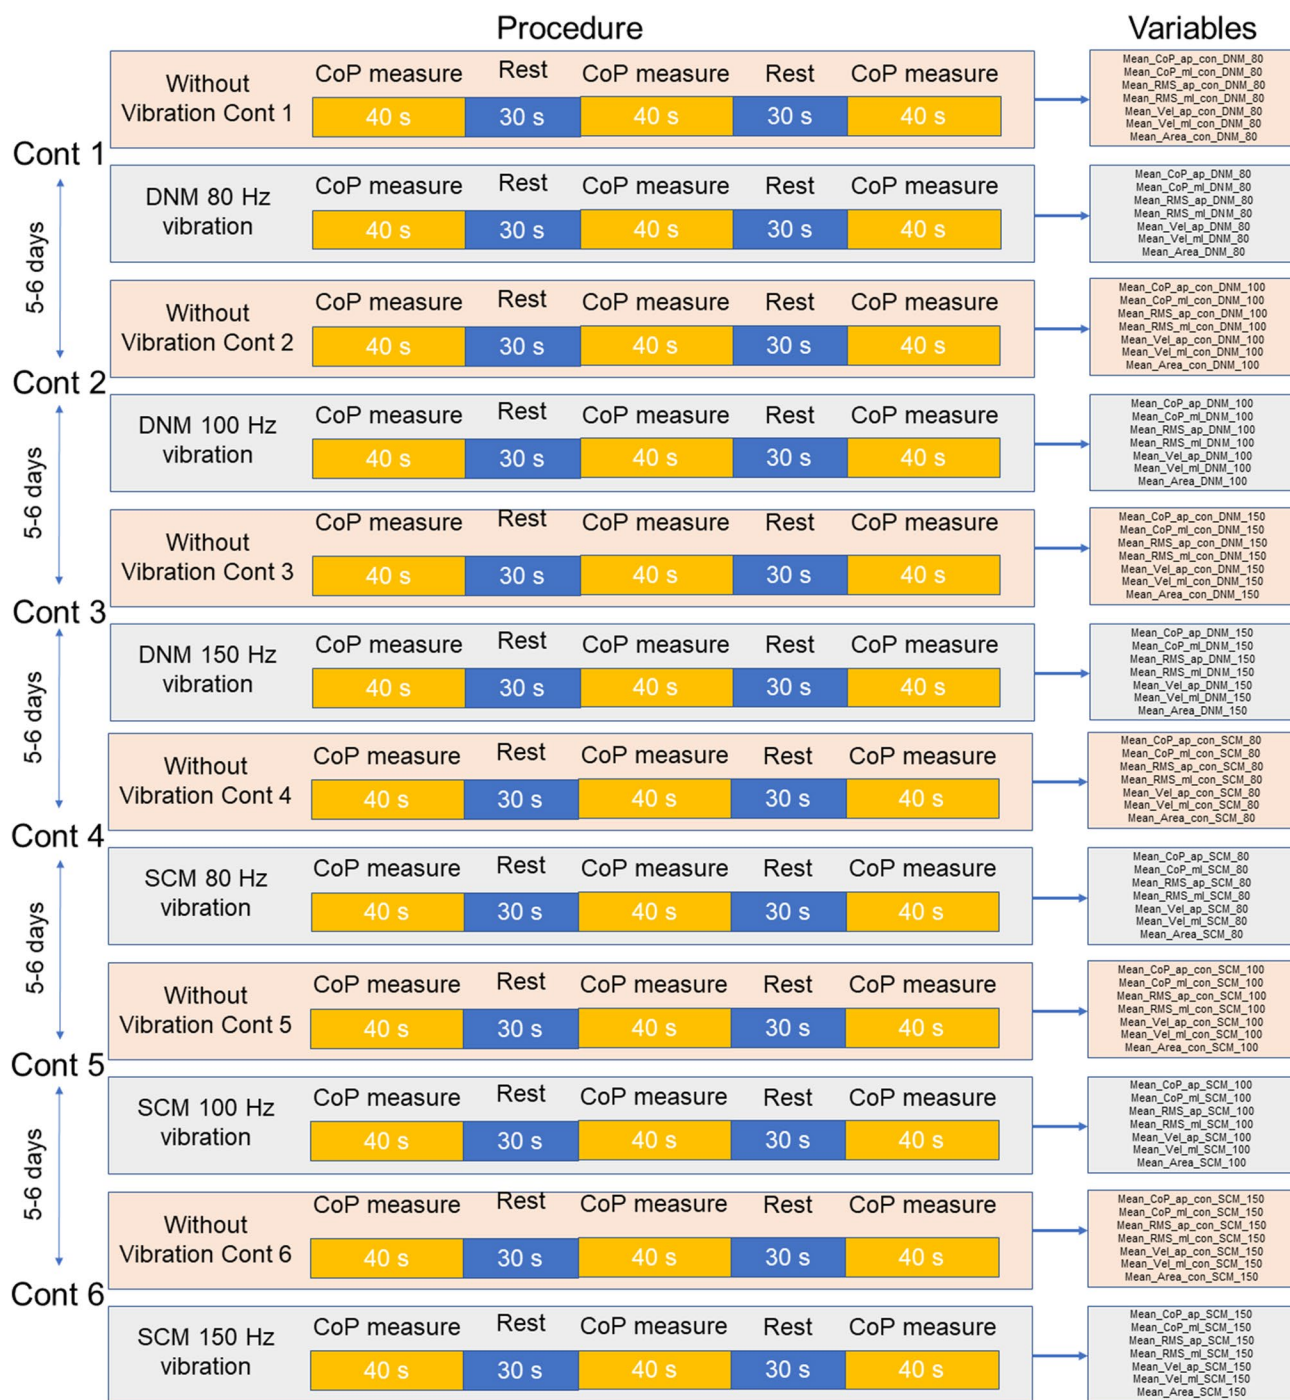 Procedure
Variables
Without
Vibration Cont 1
CoP measure Rest CoP measure Rest CoP measure
40 s 30 s 40 s 30 s 40 s
Mean_CoP_ap_con_DNM_80
Mean_CoP_ml_con_DNM_80
Mean_RMS_ap_con_DNM_80
Mean_RMS_ml_con_DNM_80
Mean_Vel_ap_con_DNM_80
Mean_Vel_ml_con_DNM_80
Mean_Area_con_DNM_80
Cont 1
5-6 days
DNM 80 Hz
vibration
CoP measure Rest CoP measure Rest CoP measure
40 s 30 s 40 s 30 s 40 s
Mean_CoP_ap_DNM_80
Mean_CoP_ml_DNM_80
Mean_RMS_ap_DNM_80
Mean_RMS_ml_DNM_80
Mean_Vel_ap_DNM_80
Mean_Vel_ml_DNM_80
Mean_Area_DNM_80
Without
Vibration Cont 2
CoP measure Rest CoP measure Rest CoP measure
40 s 30 s 40 s 30 s 40 s
Mean_CoP_ap_con_DNM_100
Mean_CoP_ml_con_DNM_100
Mean_RMS_ap_con_DNM_100
Mean_RMS_ml_con_DNM_100
Mean_Vel_ap_con_DNM_100
Mean_Vel_ml_con_DNM_100
Mean_Area_con_DNM_100
Cont 2
5-6 days
DNM 100 Hz
vibration
CoP measure Rest CoP measure Rest CoP measure
40 s 30 s 40 s 30 s 40 s
Mean_CoP_ap_DNM_100
Mean_CoP_ml_DNM_100
Mean_RMS_ap_DNM_100
Mean_RMS_ml_DNM_100
Mean_Vel_ap_DNM_100
Mean_Vel_ml_DNM_100
Mean_Area_DNM_100
Without
Vibration Cont 3
CoP measure Rest CoP measure Rest CoP measure
40 s 30 s 40 s 30 s 40 s
Mean_CoP_ap_con_DNM_150
Mean_CoP_ml_con_DNM_150
Mean_RMS_ap_con_DNM_150
Mean_RMS_ml_con_DNM_150
Mean_Vel_ap_con_DNM_150
Mean_Vel_ml_con_DNM_150
Mean_Area_con_DNM_150
Cont 3
5-6 days
DNM 150 Hz
vibration
CoP measure Rest CoP measure Rest CoP measure
40 s 30 s 40 s 30 s 40 s
Mean_CoP_ap_DNM_150
Mean_CoP_ml_DNM_150
Mean_RMS_ap_DNM_150
Mean_RMS_ml_DNM_150
Mean_Vel_ap_DNM_150
Mean_Vel_ml_DNM_150
Mean_Area_DNM_150
Without
Vibration Cont 4
CoP measure Rest CoP measure Rest CoP measure
40 s 30 s 40 s 30 s 40 s
Mean_CoP_ap_con_SCM_80
Mean_CoP_ml_con_SCM_80
Mean_RMS_ap_con_SCM_80
Mean_RMS_ml_con_SCM_80
Mean_Vel_ap_con_SCM_80
Mean_Vel_ml_con_SCM_80
Mean_Area_con_SCM_80
Cont 4
5-6 days
SCM 80 Hz
vibration
CoP measure Rest CoP measure Rest CoP measure
40 s 30 s 40 s 30 s 40 s
Mean_CoP_ap_SCM_80
Mean_CoP_ml_SCM_80
Mean_RMS_ap_SCM_80
Mean_RMS_ml_SCM_80
Mean_Vel_ap_SCM_80
Mean_Vel_ml_SCM_80
Mean_Area_SCM_80
Without
Vibration Cont 5
CoP measure Rest CoP measure Rest CoP measure
40 s 30 s 40 s 30 s 40 s
Mean_CoP_ap_con_SCM_100
Mean_CoP_ml_con_SCM_100
Mean_RMS_ap_con_SCM_100
Mean_RMS_ml_con_SCM_100
Mean_Vel_ap_con_SCM_100
Mean_Vel_ml_con_SCM_100
Mean_Area_con_SCM_100
Cont 5
5-6 days
SCM 100 Hz
vibration
CoP measure Rest CoP measure Rest CoP measure
40 s 30 s 40 s 30 s 40 s
Mean_CoP_ap_SCM_100
Mean_CoP_ml_SCM_100
Mean_RMS_ap_SCM_100
Mean_RMS_ml_SCM_100
Mean_Vel_ap_SCM_100
Mean_Vel_ml_SCM_100
Mean_Area_SCM_100
Without
Vibration Cont 6
CoP measure Rest CoP measure Rest CoP measure
40 s 30 s 40 s 30 s 40 s
Mean_CoP_ap_con_SCM_150
Mean_CoP_ml_con_SCM_150
Mean_RMS_ap_con_SCM_150
Mean_RMS_ml_con_SCM_150
Mean_Vel_ap_con_SCM_150
Mean_Vel_ml_con_SCM_150
Mean_Area_con_SCM_150
Cont 6
SCM 150 Hz
vibration
CoP measure Rest CoP measure Rest CoP measure
40 s 30 s 40 s 30 s 40 s
Mean_CoP_ap_SCM_150
Mean_CoP_ml_SCM_150
Mean_RMS_ap_SCM_150
Mean_RMS_ml_SCM_150
Mean_Vel_ap_SCM_150
Mean_Vel_ml_SCM_150
Mean_Area_SCM_150